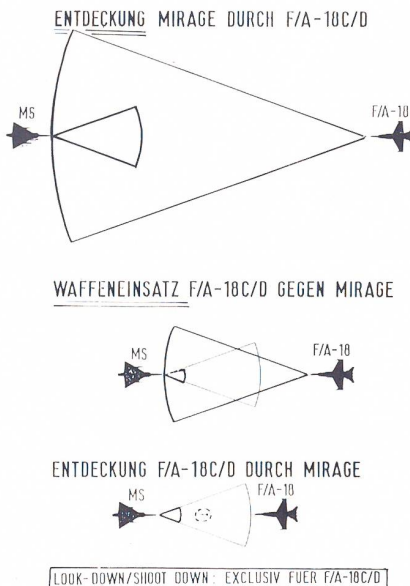 ENTDECKUNG MIRAGE DURCH F/A-18C/D
MS
F/A-18
WAFFENEINSATZ F/A-18C/D GEGEN MIRAGE
MS
F/A-18
ENTDECKUNG F/A-18C/D DURCH MIRAGE
MS
F/A-18
LOOK-DOWN/SHOOT DOWN: EXCLUSIV FUER F/A-18C/D